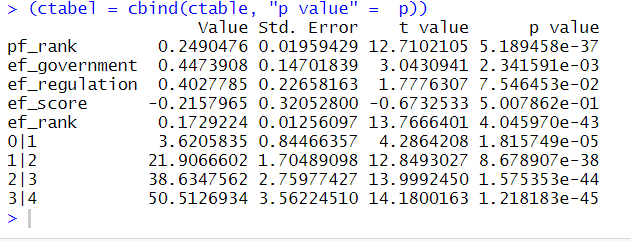 > (ctabel = cbind(ctable, "p value" =  p))
                   Value Std. Error    t value      p value
pf_rank        0.2490476 0.01959429 12.7102105 5.189458e-37
ef_government  0.4473908 0.14701839  3.0430941 2.341591e-03
ef_regulation  0.4027785 0.22658163  1.7776307 7.546453e-02
ef_score      -0.2157965 0.32052800 -0.6732533 5.007862e-01
ef_rank        0.1729224 0.01256097 13.7666401 4.045970e-43
0|1            3.6205835 0.84466357  4.2864208 1.815749e-05
1|2           21.9066602 1.70489098 12.8493027 8.678907e-38
2|3           38.6347562 2.75977427 13.9992450 1.575353e-44
3|4           50.5126934 3.56224510 14.1800163 1.218183e-45
>